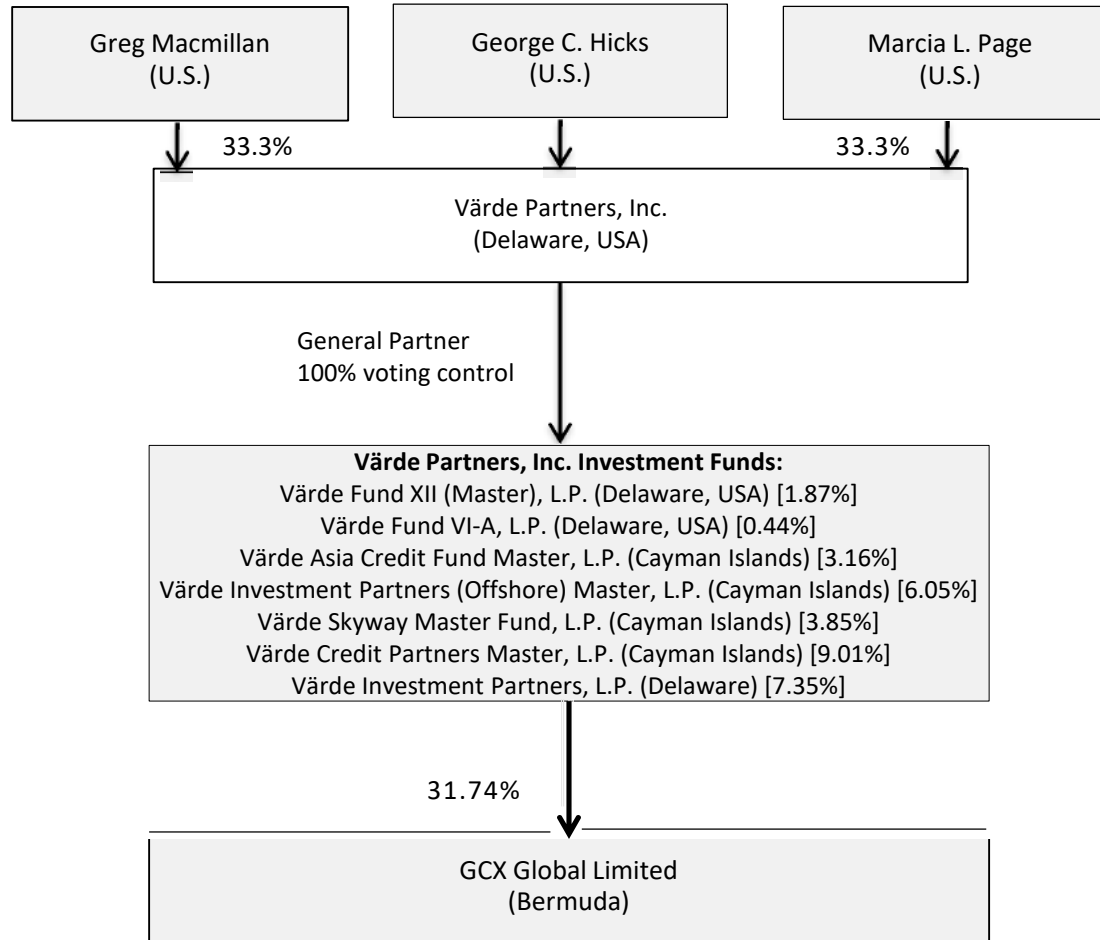 Greg Macmillan
(U.S.)
George C. Hicks
(U.S.)
Marcia L. Page
(U.S.)
33.3%
33.3%
Värde Partners, Inc.
(Delaware, USA)
General Partner
100% voting control
Värde Partners, Inc. Investment Funds:
Värde Fund XII (Master), L.P. (Delaware, USA) [1.87%]
Värde Fund VI-A, L.P. (Delaware, USA) [0.44%]
Värde Asia Credit Fund Master, L.P. (Cayman Islands) [3.16%]
Värde Investment Partners (Offshore) Master, L.P. (Cayman Islands) [6.05%]
Värde Skyway Master Fund, L.P. (Cayman Islands) [3.85%]
Värde Credit Partners Master, L.P. (Cayman Islands) [9.01%]
Värde Investment Partners, L.P. (Delaware) [7.35%]
31.74%
GCX Global Limited
(Bermuda)